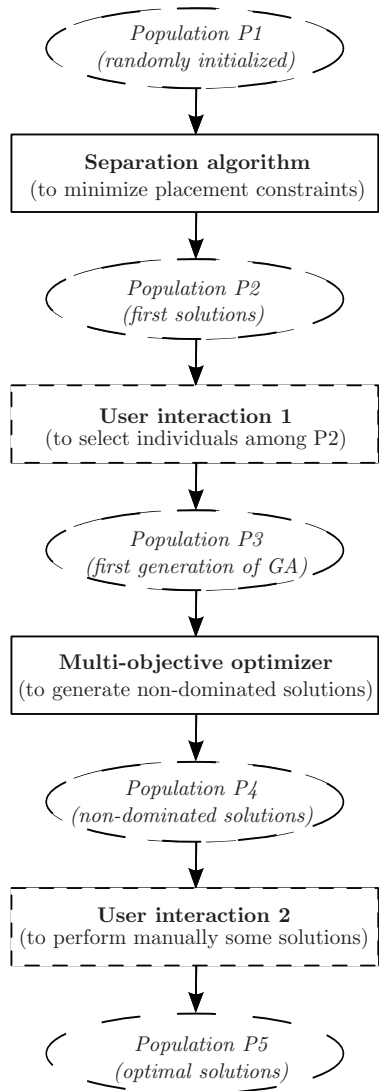 Population P1
(randomly initialized)
Separation algorithm
(to minimize placement constraints)
Population P2
(first solutions)
User interaction 1
(to select individuals among P2)
Population P3
(first generation of GA)
Multi-objective optimizer
(to generate non-dominated solutions)
Population P4
(non-dominated solutions)
User interaction 2
(to perform manually some solutions)
Population P5
(optimal solutions)